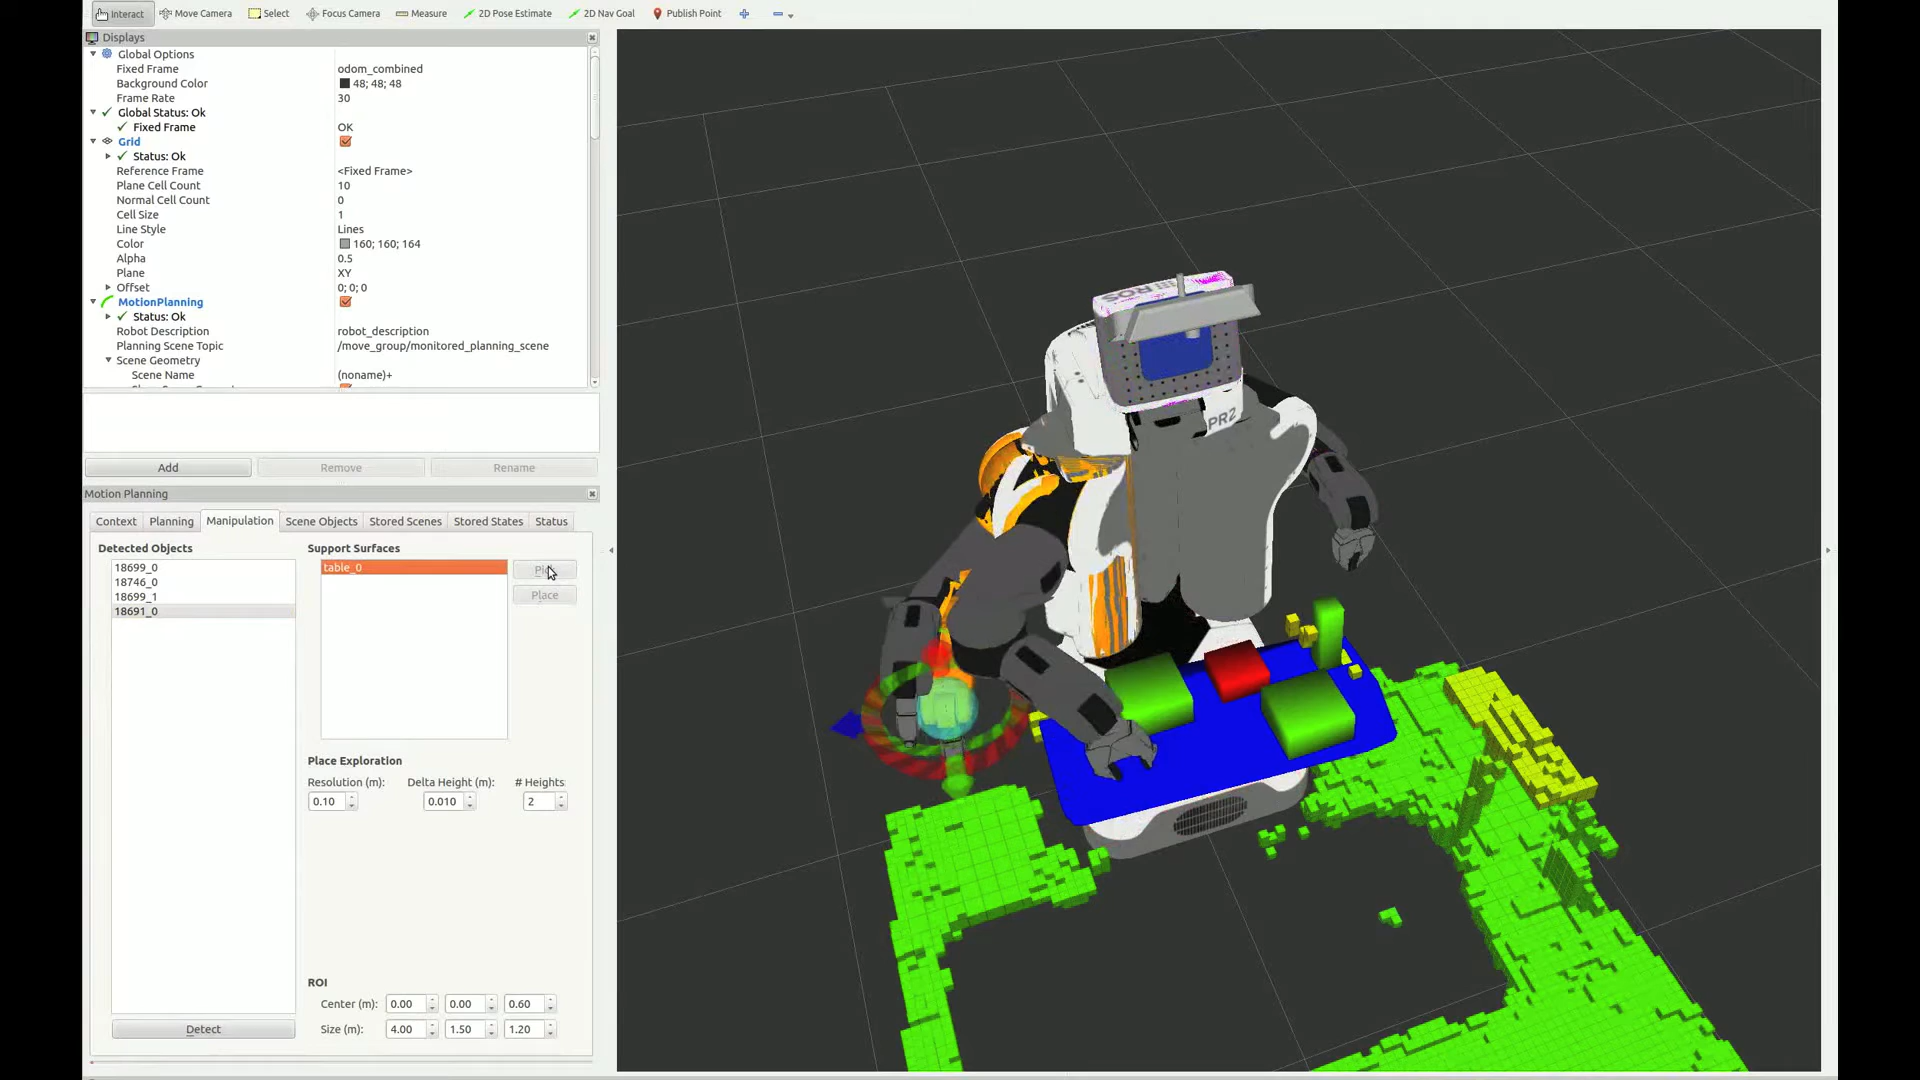 Interact Move Camera Select Focus Camera Measure 2D Pose Estimate 2D Nav Goal Publish Point
Displays
Global Options
Fixed Frame odom_combined
Background Color 48; 48; 48
Frame Rate 30
Global Status: Ok
Fixed Frame OK
Grid
Status: Ok
Reference Frame <Fixed Frame>
Plane Cell Count 10
Normal Cell Count 0
Cell Size 1
Line Style Lines
Color 160; 160; 164
Alpha 0.5
Plane XY
Offset 0; 0; 0
MotionPlanning
Status: Ok
Robot Description robot_description
Planning Scene Topic /move_group/monitored_planning_scene
Scene Geometry
Scene Name (noname)+
Add Remove Rename
Motion Planning
Context Planning Manipulation Scene Objects Stored Scenes Stored States Status
Detected Objects
18699_0
18746_0
18699_1
18691_0
Detect
Support Surfaces
table_0
Place
Place Exploration
Resolution (m): Delta Height (m): # Heights
0.10 0.010 2
ROI
Center (m): 0.00 0.00 0.60
Size (m): 4.00 1.50 1.20
ROS
PR2